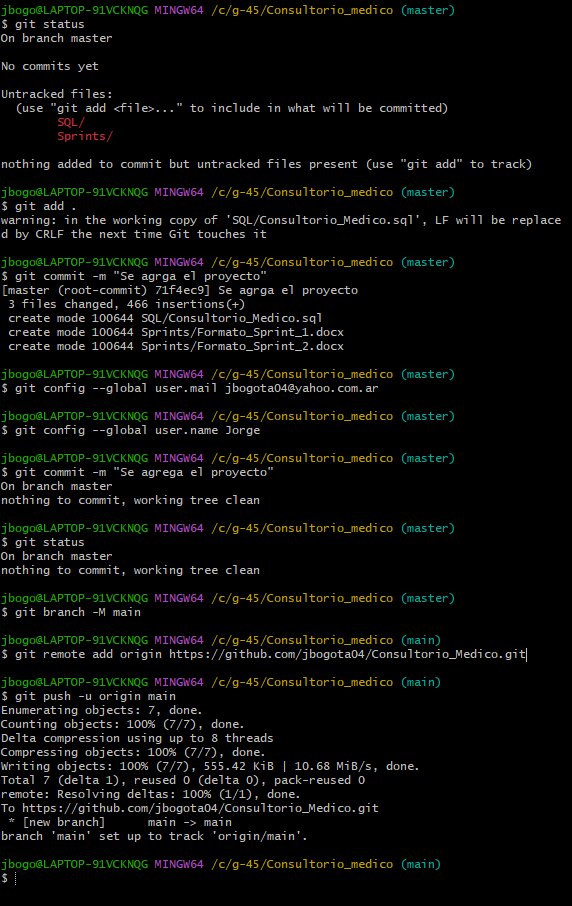 jbogo@LAPTOP-91VCKNQG MINGW64 /c/g-45/Consultorio_medico (master)
$ git status
On branch master

No commits yet

Untracked files:
  (use "git add <file>..." to include in what will be committed)
        SQL/
        Sprints/

nothing added to commit but untracked files present (use "git add" to track)

jbogo@LAPTOP-91VCKNQG MINGW64 /c/g-45/Consultorio_medico (master)
$ git add .
warning: in the working copy of 'SQL/Consultorio_Medico.sql', LF will be replace
d by CRLF the next time Git touches it

jbogo@LAPTOP-91VCKNQG MINGW64 /c/g-45/Consultorio_medico (master)
$ git commit -m "Se agrga el proyecto"
[master (root-commit) 71f4ec9] Se agrga el proyecto
 3 files changed, 466 insertions(+)
 create mode 100644 SQL/Consultorio_Medico.sql
 create mode 100644 Sprints/Formato_Sprint_1.docx
 create mode 100644 Sprints/Formato_Sprint_2.docx

jbogo@LAPTOP-91VCKNQG MINGW64 /c/g-45/Consultorio_medico (master)
$ git config --global user.mail jbogota04@yahoo.com.ar

jbogo@LAPTOP-91VCKNQG MINGW64 /c/g-45/Consultorio_medico (master)
$ git config --global user.name Jorge

jbogo@LAPTOP-91VCKNQG MINGW64 /c/g-45/Consultorio_medico (master)
$ git commit -m "Se agrega el proyecto"
On branch master
nothing to commit, working tree clean

jbogo@LAPTOP-91VCKNQG MINGW64 /c/g-45/Consultorio_medico (master)
$ git status
On branch master
nothing to commit, working tree clean

jbogo@LAPTOP-91VCKNQG MINGW64 /c/g-45/Consultorio_medico (master)
$ git branch -M main

jbogo@LAPTOP-91VCKNQG MINGW64 /c/g-45/Consultorio_medico (main)
$ git remote add origin https://github.com/jbogota04/Consultorio_Medico.git

jbogo@LAPTOP-91VCKNQG MINGW64 /c/g-45/Consultorio_medico (main)
$ git push -u origin main
Enumerating objects: 7, done.
Counting objects: 100% (7/7), done.
Delta compression using up to 8 threads
Compressing objects: 100% (7/7), done.
Writing objects: 100% (7/7), 555.42 KiB | 10.68 MiB/s, done.
Total 7 (delta 1), reused 0 (delta 0), pack-reused 0
remote: Resolving deltas: 100% (1/1), done.
To https://github.com/jbogota04/Consultorio_Medico.git
 * [new branch]      main -> main
branch 'main' set up to track 'origin/main'.

jbogo@LAPTOP-91VCKNQG MINGW64 /c/g-45/Consultorio_medico (main)
$